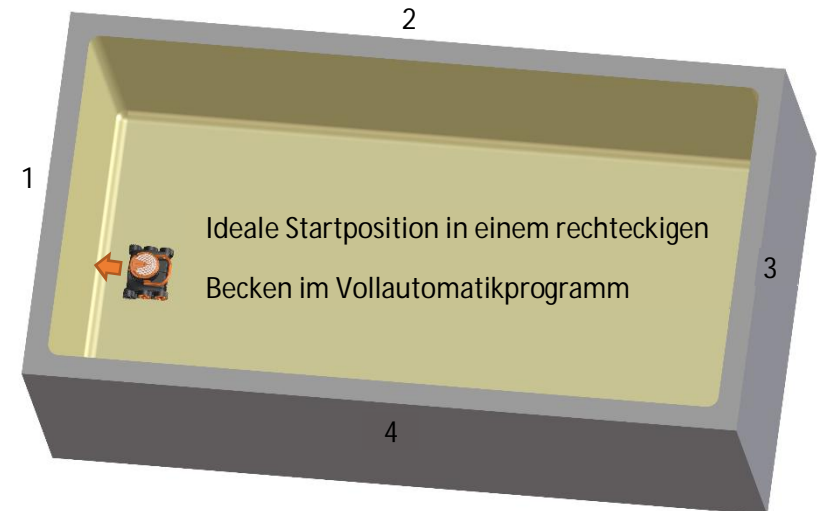 2
1
Ideale Startposition in einem rechteckigen
3
Becken im Vollautomatikprogramm
4